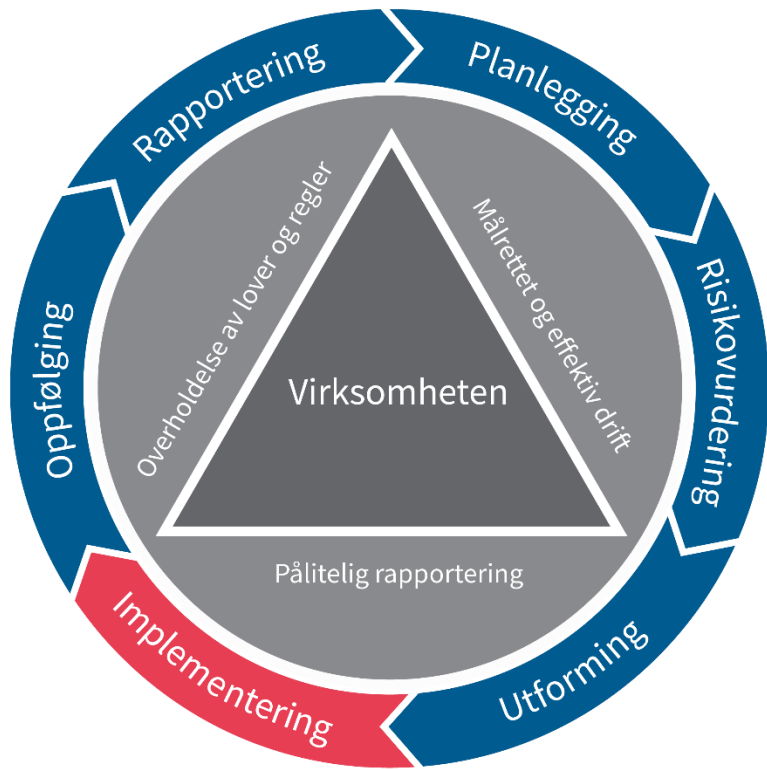 Planlegging
Risikovurdering
Utforming
Implementering
Oppfølging
Rapportering
Overholdelse av lover og regler
Målrettet og effektiv drift
Pålitelig rapportering
Virksomheten